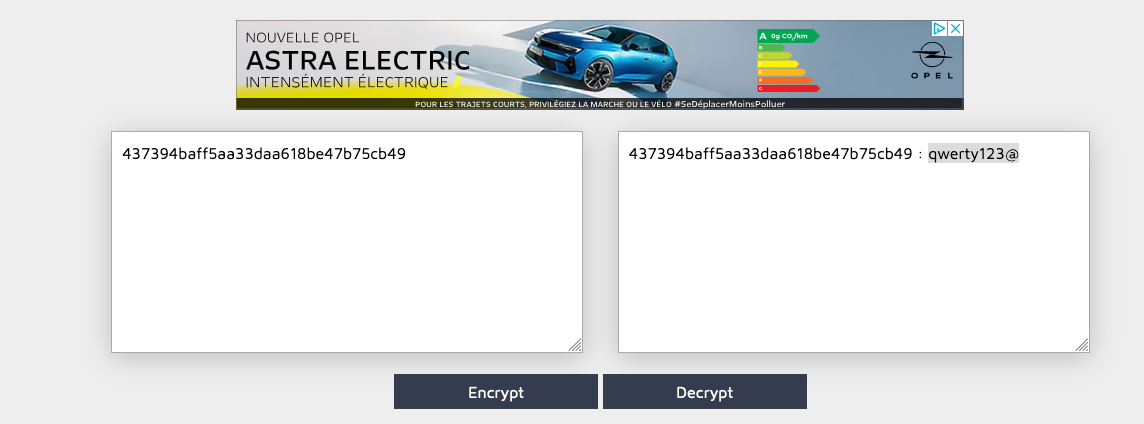 NOUVELLE OPEL
ASTRA ELECTRIC
INTENSÉMENT ÉLECTRIQUE
A 0g CO₂/km
B
C
D
E
F
G
OPEL
POUR LES TRAJETS COURTS, PRIVILÉGIEZ LA MARCHE OU LE VÉLO #SeDéplacerMoinsPolluer
437394baff5aa33daa618be47b75cb49
437394baff5aa33daa618be47b75cb49 : qwerty123@
Encrypt
Decrypt